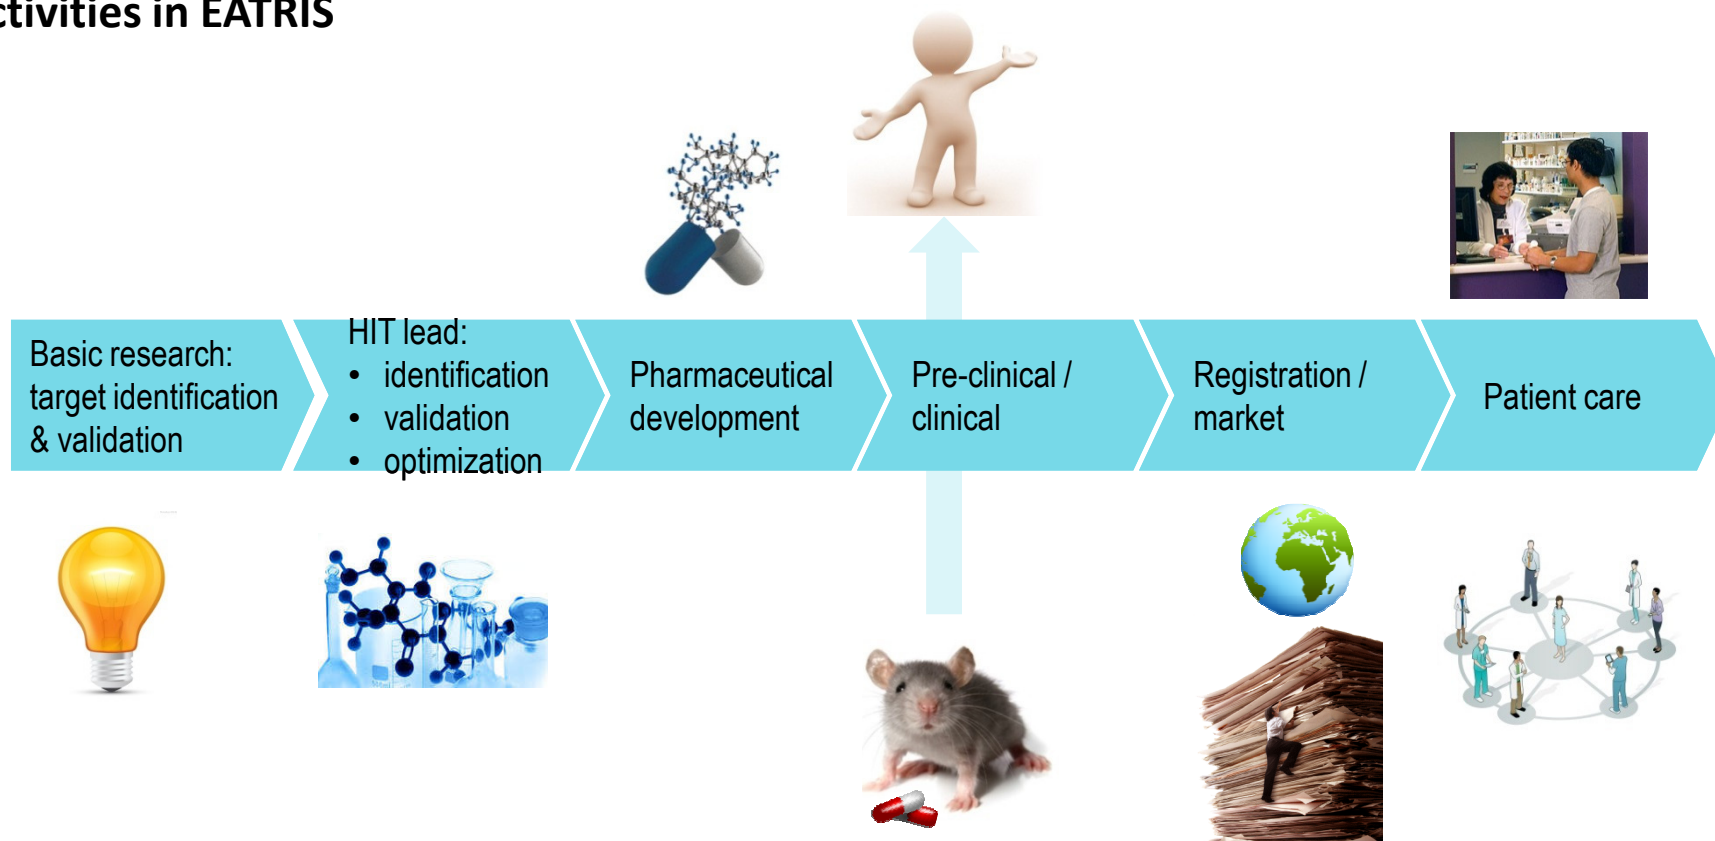 ctivities in EATRIS
Basic research:
target identification
& validation
HIT lead:
• identification
• validation
• optimization
Pharmaceutical
development
Pre-clinical /
clinical
Registration /
market
Patient care